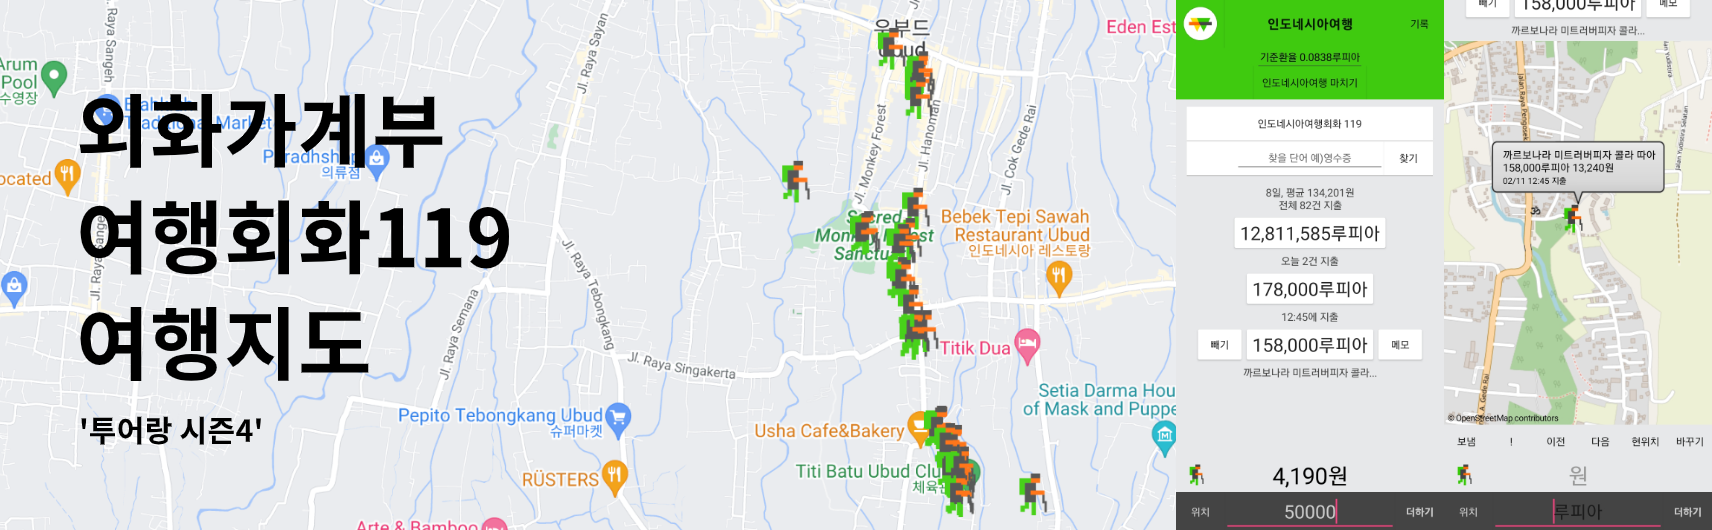 외화가계부
여행회화119
여행지도
'투어랑 시즌4'
우부드
Ubud
Eden Est
Arum
Pool
수영장
Traditional Market
Paradnshop
의류점
ocated
Jl. Raya Sangeh
Jl. Raya Sayan
Jl. Monkey Forest
Jl. Hanoman
Jl. Cok Gede Rai
Sacred
Monkey Forest
Sanctu
Bebek Tepi Sawah
Restaurant Ubud
인도네시아 레스토랑
Jl. Raya Tebongkang
Jl. Raya Semana
Jl. Raya Singakerta
Titik Dua
Setia Darma Hou
of Mask and Puppe
Pepito Tebongkang Ubud
슈퍼마켓
Usha Cafe&Bakery
Titi Batu Ubud Clu
체육관
RÜSTERS
Arte & Bamboo
인도네시아여행
기록
기준환율 0.0838루피아
인도네시아여행 마치기
인도네시아여행회화 119
찾을 단어 예)영수증
찾기
8일, 평균 134,201원
전체 82건 지출
12,811,585루피아
오늘 2건 지출
178,000루피아
12:45에 지출
빼기
158,000루피아
메모
까르보나라 미트러버피자 콜라...
4,190원
위치
50000
더하기
빼기
158,000루피아
메모
까르보나라 미트러버피자 콜라...
Jalan Raya Pengosekan
Jalan Yudisora Selatan
까르보나라 미트러버피자 콜라 따아
158,000루피아 13,240원
02/11 12:45 지출
A. Gede Rai
© OpenStreetMap contributors
보냄
!
이전
다음
현위치
바꾸기
원
위치
루피아
더하기